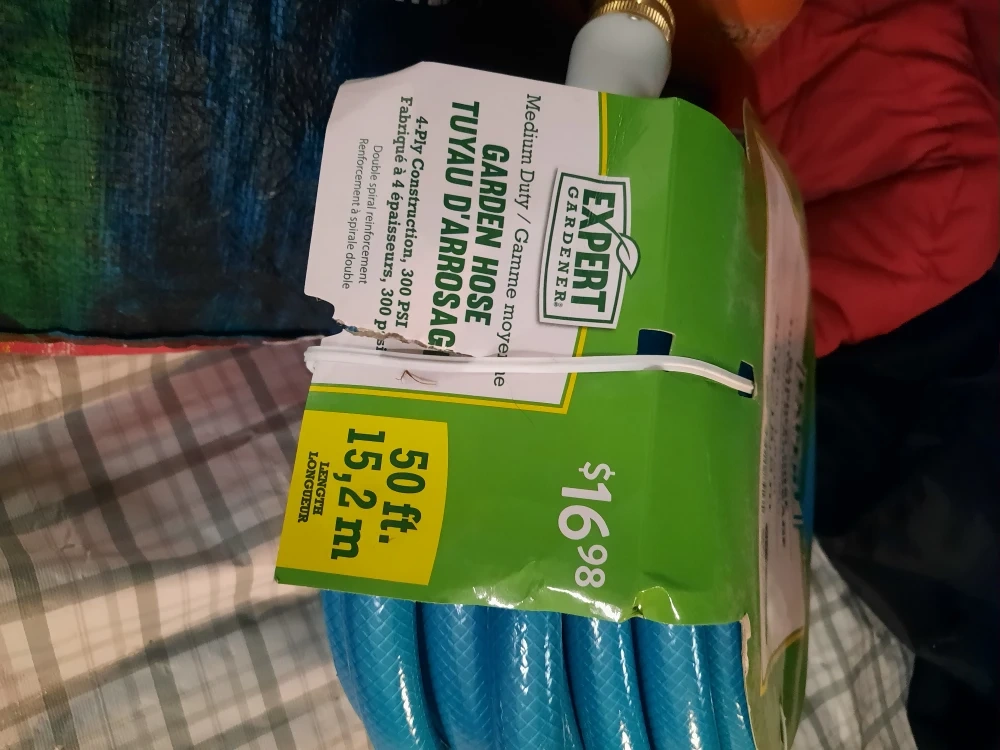 EXPERT
GARDENER®
Medium Duty / Gamme moyenne
GARDEN HOSE
TUYAU D'ARROSAG
4-Ply Construction, 300 PSI
Fabriqué à 4 épaisseurs, 300 psi
Double spiral reinforcement
Renforcement à spirale double
$16 98
50 ft.
15,2 m
LENGTH
LONGUEUR